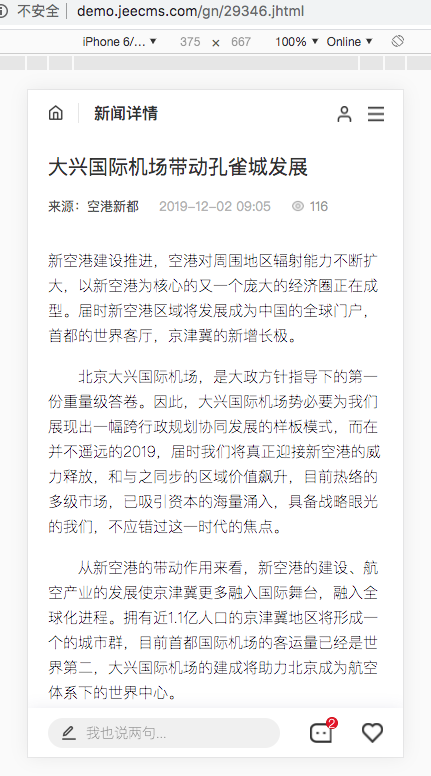 不安全 | demo.jeecms.com/gn/29346.jhtml
iPhone 6/... ▼ 375 × 667 100% ▼ Online ▼
新闻详情
大兴国际机场带动孔雀城发展
来源：空港新都 2019-12-02 09:05 116
新空港建设推进，空港对周围地区辐射能力不断扩
大，以新空港为核心的又一个庞大的经济圈正在成
型。届时新空港区域将发展成为中国的全球门户，
首都的世界客厅，京津冀的新增长极。
北京大兴国际机场，是大政方针指导下的第一
份重量级答卷。因此，大兴国际机场势必要为我们
展现出一幅跨行政规划协同发展的样板模式，而在
并不遥远的2019，届时我们将真正迎接新空港的威
力释放，和与之同步的区域价值飙升，目前热络的
多级市场，已吸引资本的海量涌入，具备战略眼光
的我们，不应错过这一时代的焦点。
从新空港的带动作用来看，新空港的建设、航
空产业的发展使京津冀更多融入国际舞台，融入全
球化进程。拥有近1.1亿人口的京津冀地区将形成一
个的城市群，目前首都国际机场的客运量已经是世
界第二，大兴国际机场的建成将助力北京成为航空
体系下的世界中心。
我也说两句... 2